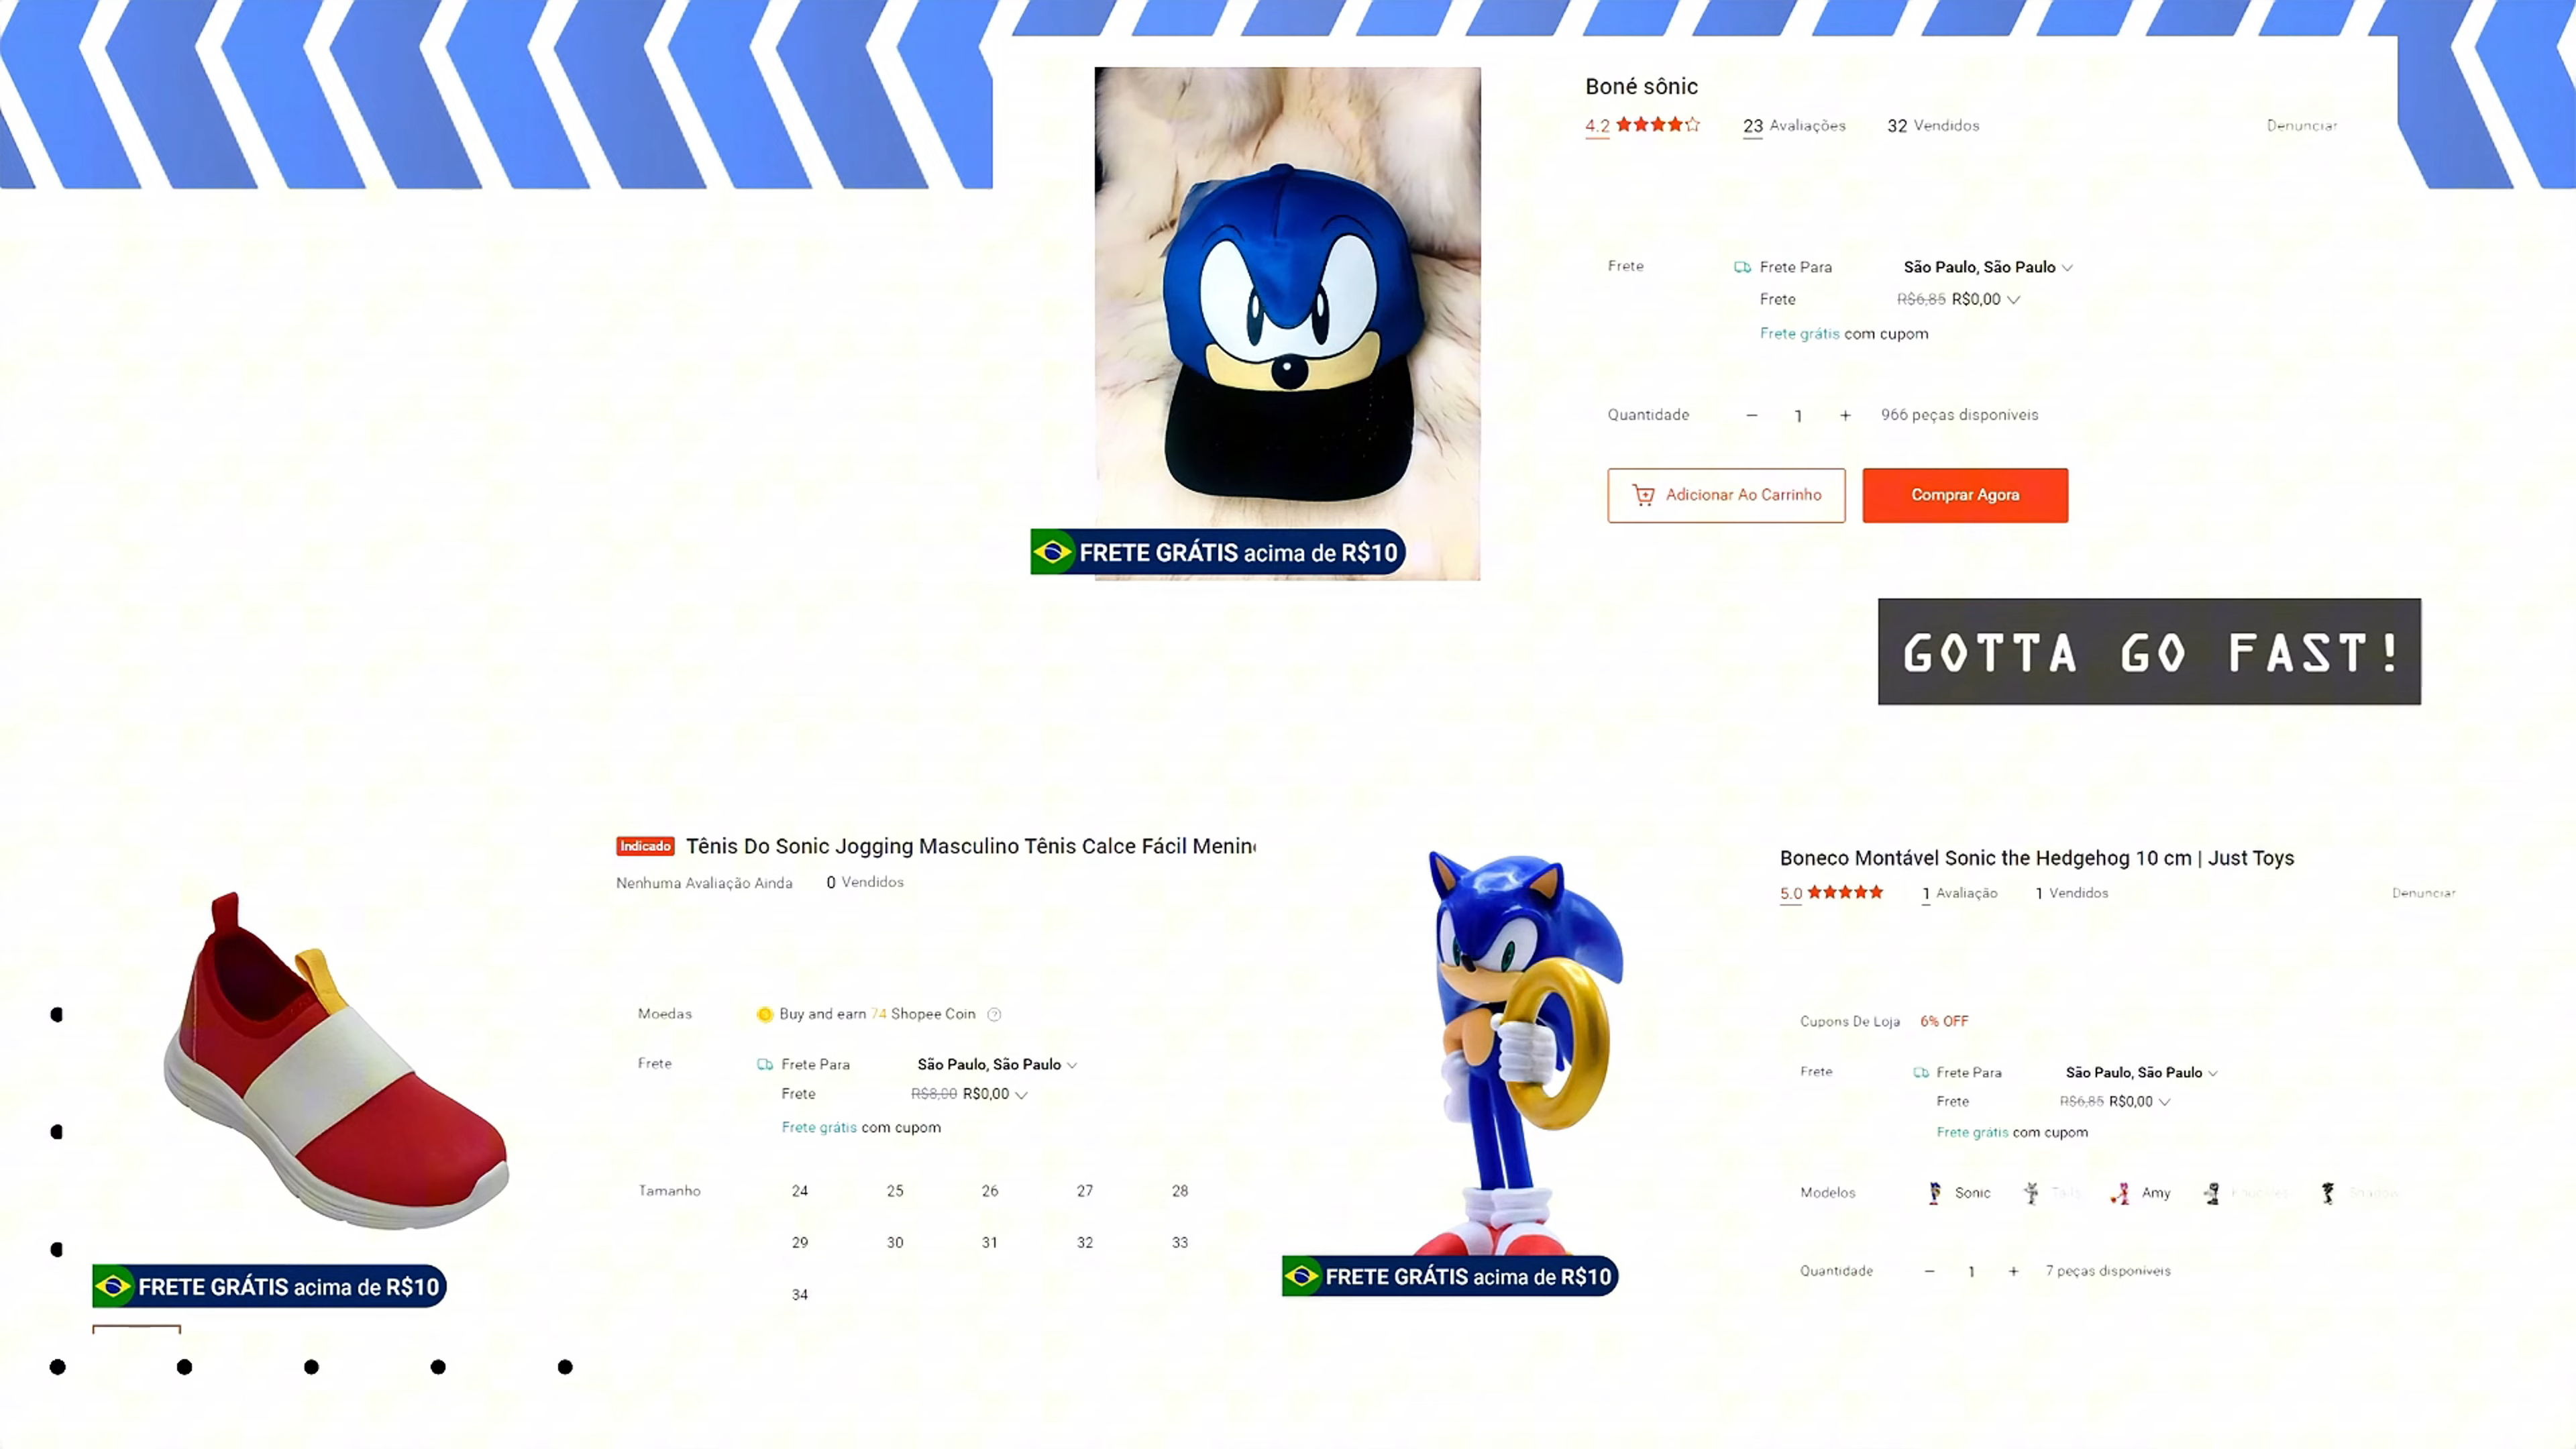 Boné sônic
4.2 23 Avaliações 32 Vendidos Denunciar
Frete Frete Para São Paulo, São Paulo
Frete R$6,85 R$0,00
Frete grátis com cupom
Quantidade − 1 + 966 peças disponíveis
Adicionar Ao Carrinho Comprar Agora
FRETE GRÁTIS acima de R$10
GOTTA GO FAST!
Indicado Tênis Do Sonic Jogging Masculino Tênis Calce Fácil Menin
Nenhuma Avaliação Ainda 0 Vendidos
Moedas Buy and earn 74 Shopee Coin ?
Frete Frete Para São Paulo, São Paulo
Frete R$8,00 R$0,00
Frete grátis com cupom
Tamanho 24 25 26 27 28
29 30 31 32 33
34
FRETE GRÁTIS acima de R$10
Boneco Montável Sonic the Hedgehog 10 cm | Just Toys
5.0 1 Avaliação 1 Vendidos Denunciar
Cupons De Loja 6% OFF
Frete Frete Para São Paulo, São Paulo
Frete R$6,85 R$0,00
Frete grátis com cupom
Modelos Sonic Tails Amy Knuckles Shadow
Quantidade − 1 + 7 peças disponíveis
FRETE GRÁTIS acima de R$10